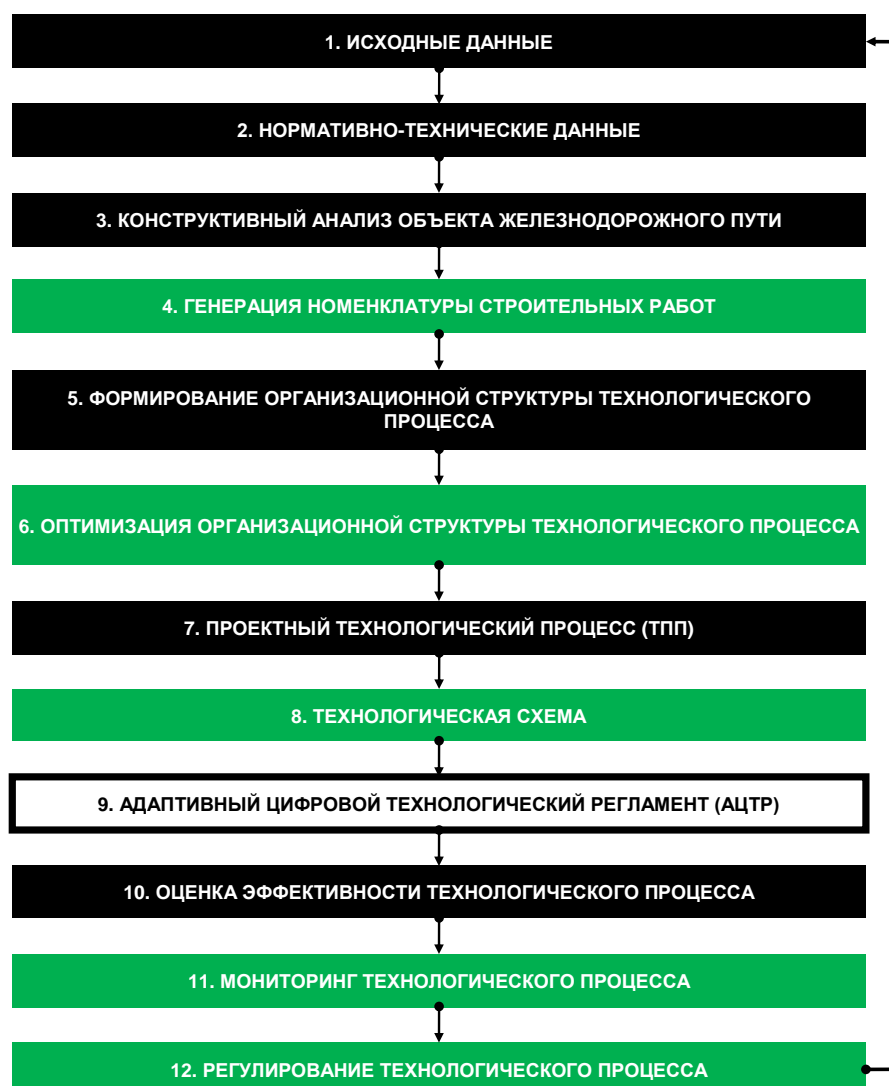 1. ИСХОДНЫЕ ДАННЫЕ
2. НОРМАТИВНО-ТЕХНИЧЕСКИЕ ДАННЫЕ
3. КОНСТРУКТИВНЫЙ АНАЛИЗ ОБЪЕКТА ЖЕЛЕЗНОДОРОЖНОГО ПУТИ
4. ГЕНЕРАЦИЯ НОМЕНКЛАТУРЫ СТРОИТЕЛЬНЫХ РАБОТ
5. ФОРМИРОВАНИЕ ОРГАНИЗАЦИОННОЙ СТРУКТУРЫ ТЕХНОЛОГИЧЕСКОГО
ПРОЦЕССА
6. ОПТИМИЗАЦИЯ ОРГАНИЗАЦИОННОЙ СТРУКТУРЫ ТЕХНОЛОГИЧЕСКОГО ПРОЦЕССА
7. ПРОЕКТНЫЙ ТЕХНОЛОГИЧЕСКИЙ ПРОЦЕСС (ТПП)
8. ТЕХНОЛОГИЧЕСКАЯ СХЕМА
9. АДАПТИВНЫЙ ЦИФРОВОЙ ТЕХНОЛОГИЧЕСКИЙ РЕГЛАМЕНТ (АЦТР)
10. ОЦЕНКА ЭФФЕКТИВНОСТИ ТЕХНОЛОГИЧЕСКОГО ПРОЦЕССА
11. МОНИТОРИНГ ТЕХНОЛОГИЧЕСКОГО ПРОЦЕССА
12. РЕГУЛИРОВАНИЕ ТЕХНОЛОГИЧЕСКОГО ПРОЦЕССА